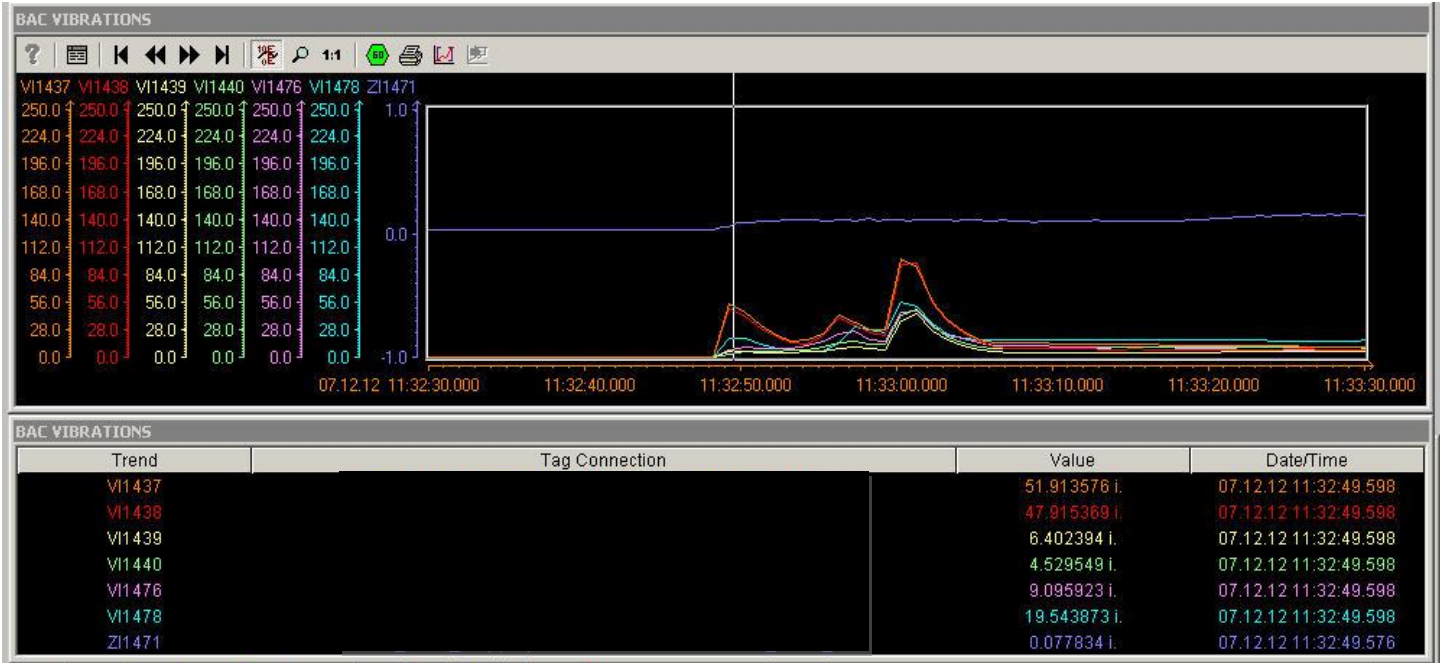 BAC VIBRATIONS
? 1:1 60
VI1437 VI1438 VI1439 VI1440 VI1476 VI1478 ZI1471
250.0 250.0 250.0 250.0 250.0 250.0 1.0
224.0 224.0 224.0 224.0 224.0 224.0
196.0 196.0 196.0 196.0 196.0 196.0
168.0 168.0 168.0 168.0 168.0 168.0
140.0 140.0 140.0 140.0 140.0 140.0
0.0
112.0 112.0 112.0 112.0 112.0 112.0
84.0 84.0 84.0 84.0 84.0 84.0
56.0 56.0 56.0 56.0 56.0 56.0
28.0 28.0 28.0 28.0 28.0 28.0
0.0 0.0 0.0 0.0 0.0 0.0 -1.0
07.12.12 11:32:30.000 11:32:40.000 11:32:50.000 11:33:00.000 11:33:10.000 11:33:20.000 11:33:30.000
BAC VIBRATIONS
Trend Tag Connection Value Date/Time
VI1437 51.913576 i. 07.12.12 11:32:49.598
VI1438 47.915369 i. 07.12.12 11:32:49.598
VI1439 6.402394 i. 07.12.12 11:32:49.598
VI1440 4.529549 i. 07.12.12 11:32:49.598
VI1476 9.095923 i. 07.12.12 11:32:49.598
VI1478 19.543873 i. 07.12.12 11:32:49.598
ZI1471 0.077834 i. 07.12.12 11:32:49.576